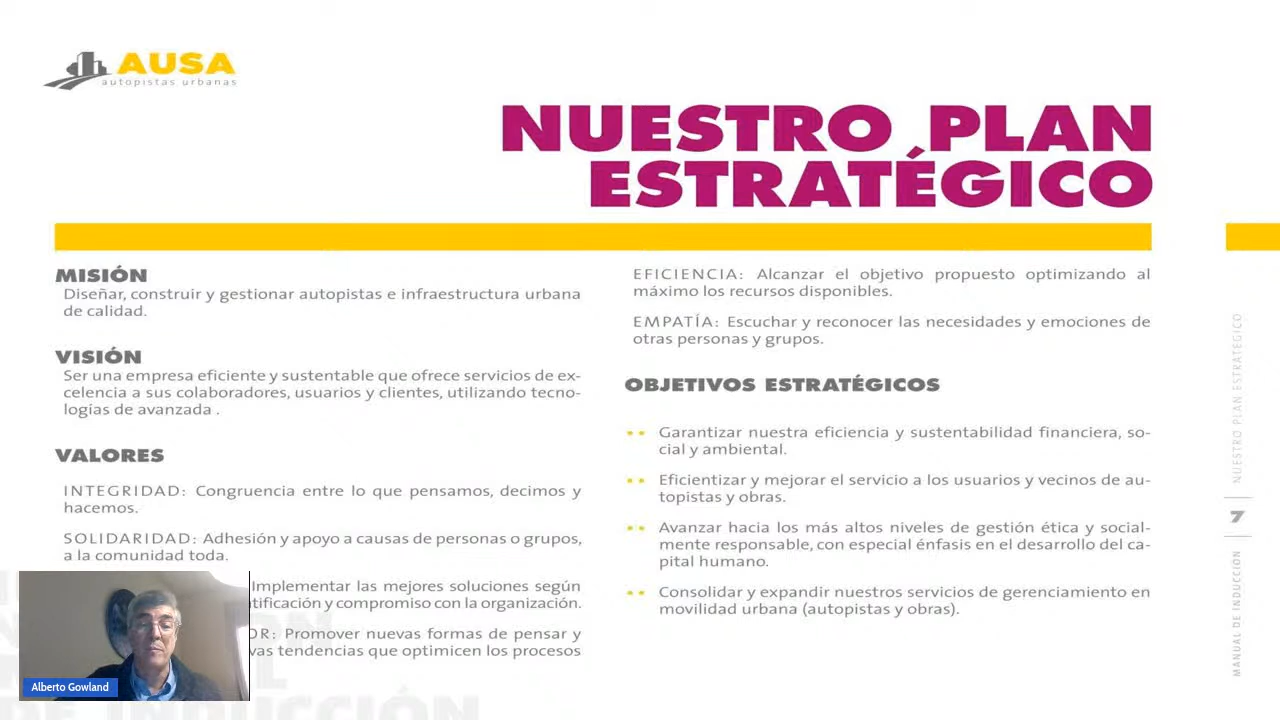 AUSA
autopistas urbanas
NUESTRO PLAN
ESTRATÉGICO
MISIÓN
Diseñar, construir y gestionar autopistas e infraestructura urbana
de calidad.
VISIÓN
Ser una empresa eficiente y sustentable que ofrece servicios de ex-
celencia a sus colaboradores, usuarios y clientes, utilizando tecno-
logías de avanzada .
VALORES
INTEGRIDAD: Congruencia entre lo que pensamos, decimos y
hacemos.
SOLIDARIDAD: Adhesión y apoyo a causas de personas o grupos,
a la comunidad toda.
Implementar las mejores soluciones según
tificación y compromiso con la organización.
OR: Promover nuevas formas de pensar y
vas tendencias que optimicen los procesos
EFICIENCIA: Alcanzar el objetivo propuesto optimizando al
máximo los recursos disponibles.
EMPATÍA: Escuchar y reconocer las necesidades y emociones de
otras personas y grupos.
OBJETIVOS ESTRATÉGICOS
Garantizar nuestra eficiencia y sustentabilidad financiera, so-
cial y ambiental.
Eficientizar y mejorar el servicio a los usuarios y vecinos de au-
topistas y obras.
Avanzar hacia los más altos niveles de gestión ética y social-
mente responsable, con especial énfasis en el desarrollo del ca-
pital humano.
Consolidar y expandir nuestros servicios de gerenciamiento en
movilidad urbana (autopistas y obras).
NUESTRO PLAN ESTRATÉGICO
7
MANUAL DE INDUCCIÓN
Alberto Gowland
DE INDUCCIÓN